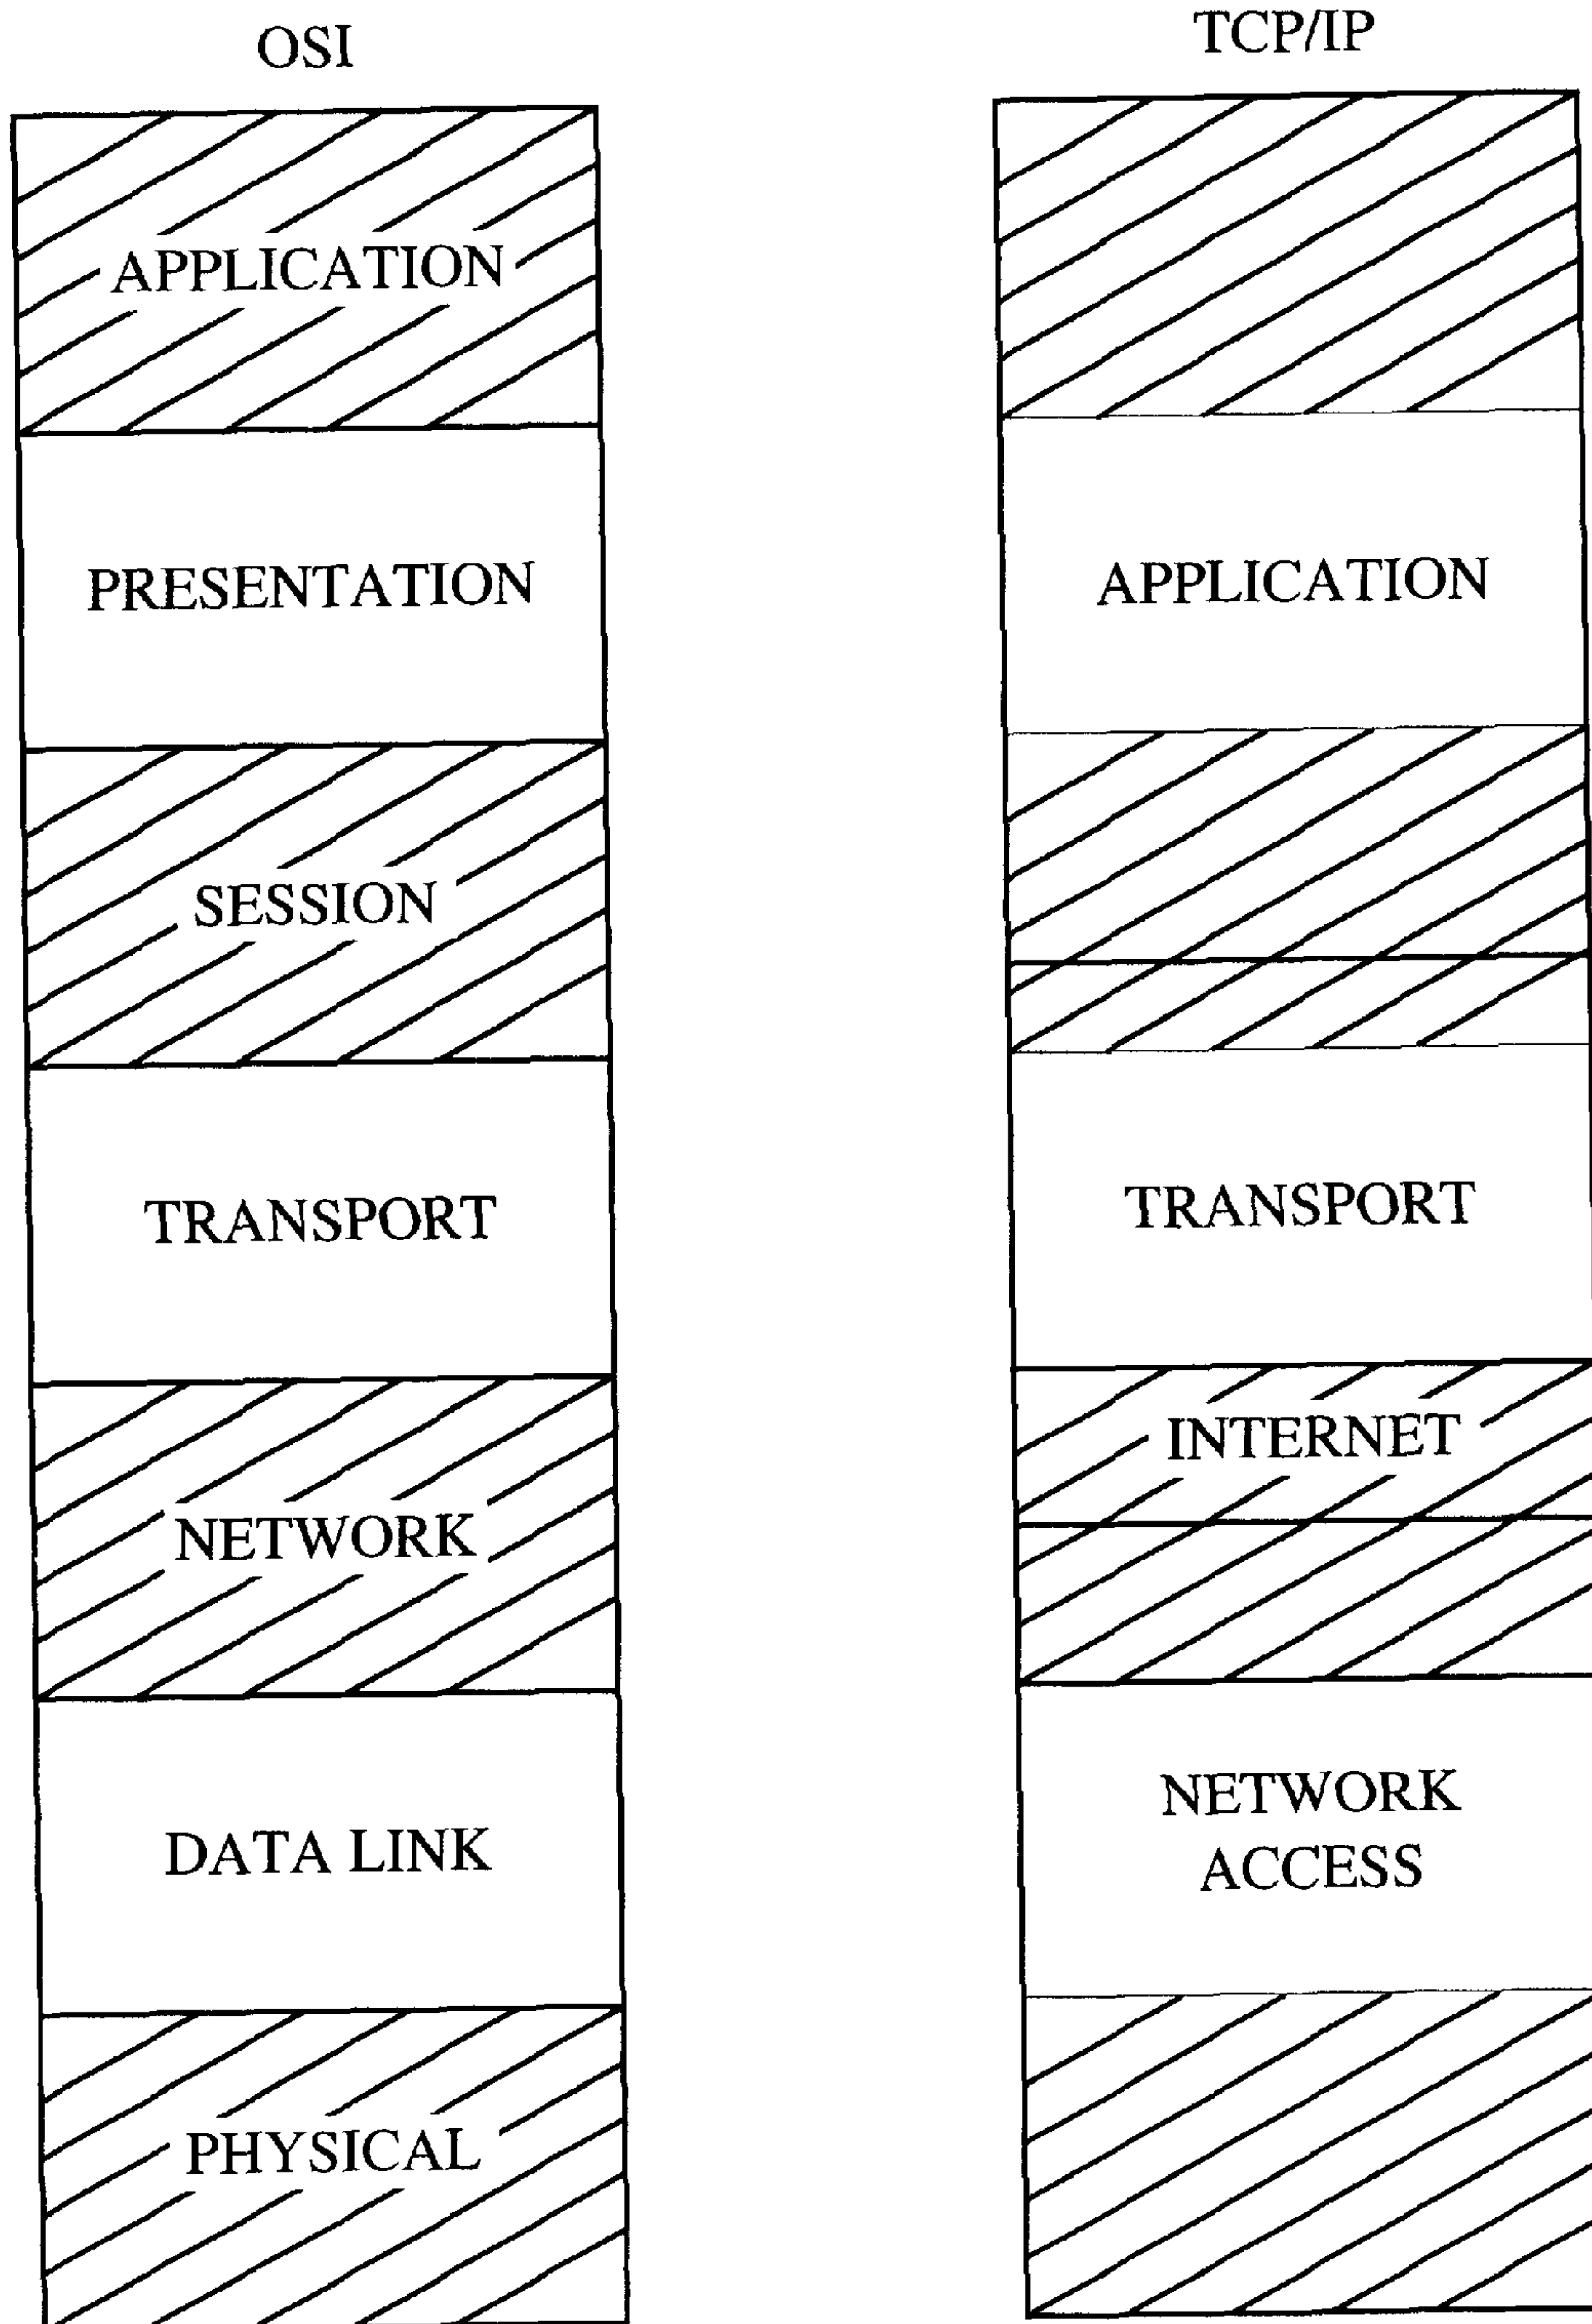 OSI
APPLICATION
PRESENTATION
SESSION
TRANSPORT
NETWORK
DATA LINK
PHYSICAL
TCP/IP
APPLICATION
TRANSPORT
INTERNET
NETWORK
ACCESS